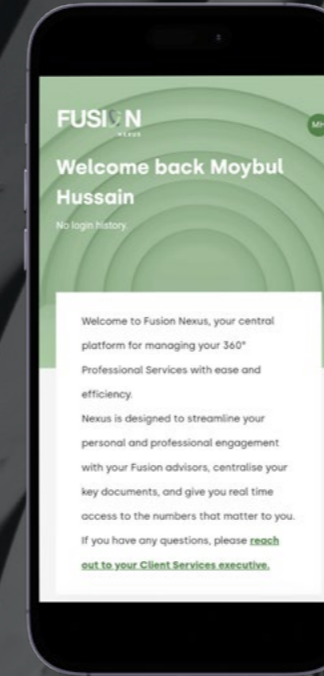 FUSION
NEXUS
MH
Welcome back Moybul
Hussain
No login history
Welcome to Fusion Nexus, your central
platform for managing your 360°
Professional Services with ease and
efficiency.
Nexus is designed to streamline your
personal and professional engagement
with your Fusion advisors, centralise your
key documents, and give you real time
access to the numbers that matter to you.
If you have any questions, please reach
out to your Client Services executive.